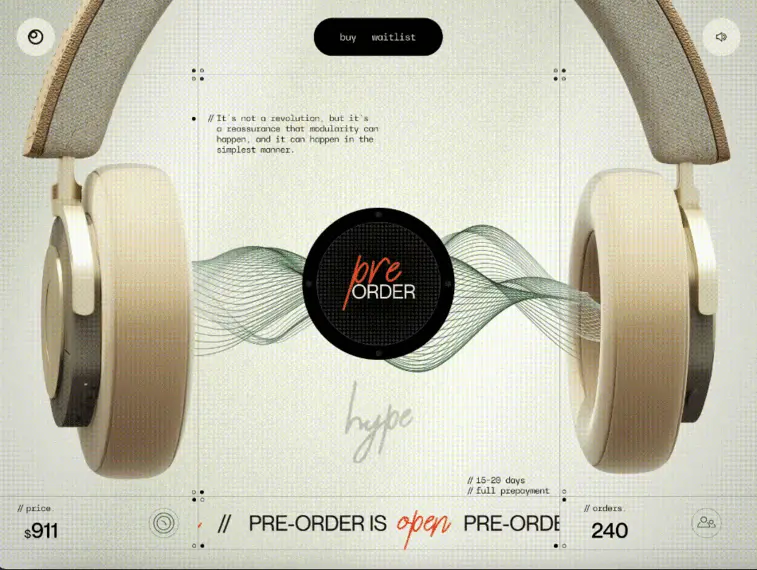 buy waitlist
// It's not a revolution, but it's
a reassurance that modularity can
happen, and it can happen in the
simplest manner.
pre
ORDER
hype
// 15-20 days
// full prepayment
// price
$911
// PRE-ORDER IS open PRE-ORDE
// orders
240